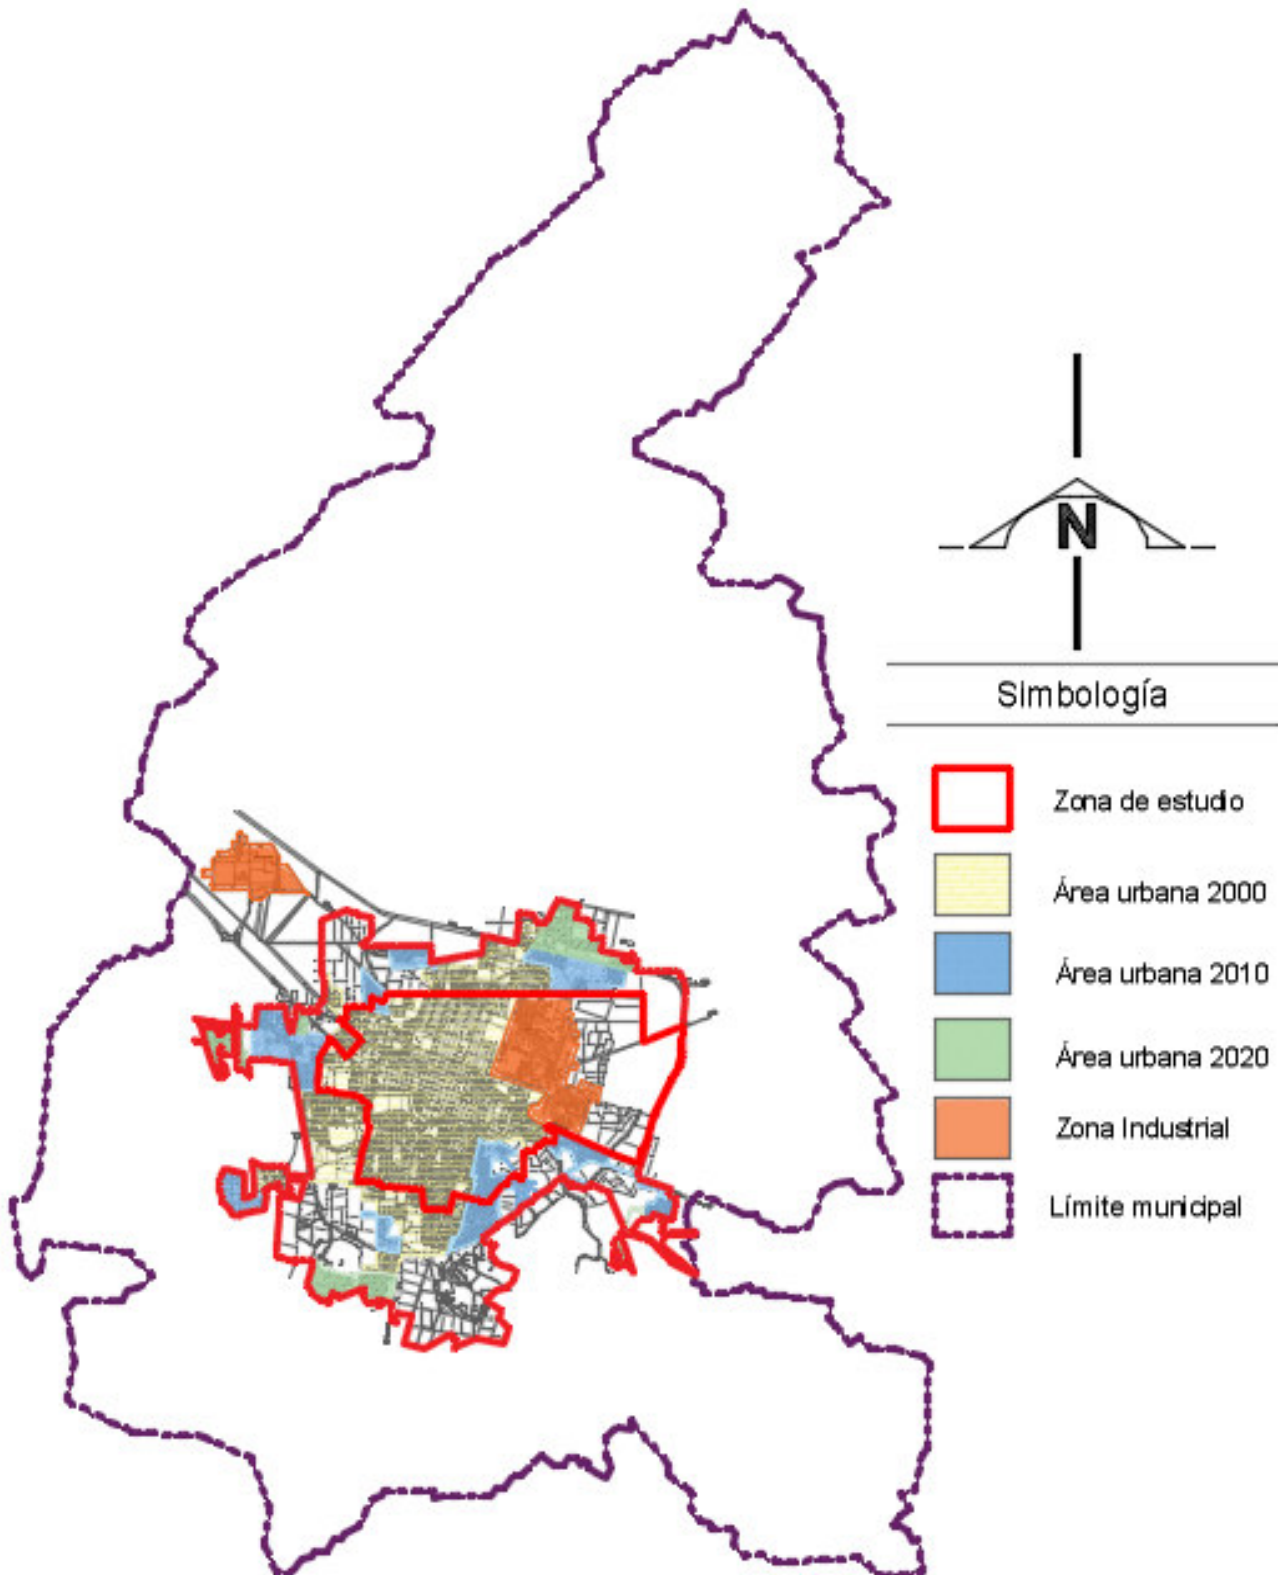 N
Simbología
Zona de estudio
Área urbana 2000
Área urbana 2010
Área urbana 2020
Zona Industrial
Límite municipal